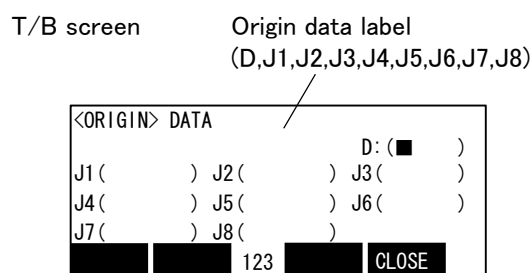 T/B screen
Origin data label
(D,J1,J2,J3,J4,J5,J6,J7,J8)
<ORIGIN> DATA
D:(■ )
J1( ) J2( ) J3( )
J4( ) J5( ) J6( )
J7( ) J8( )
123 CLOSE